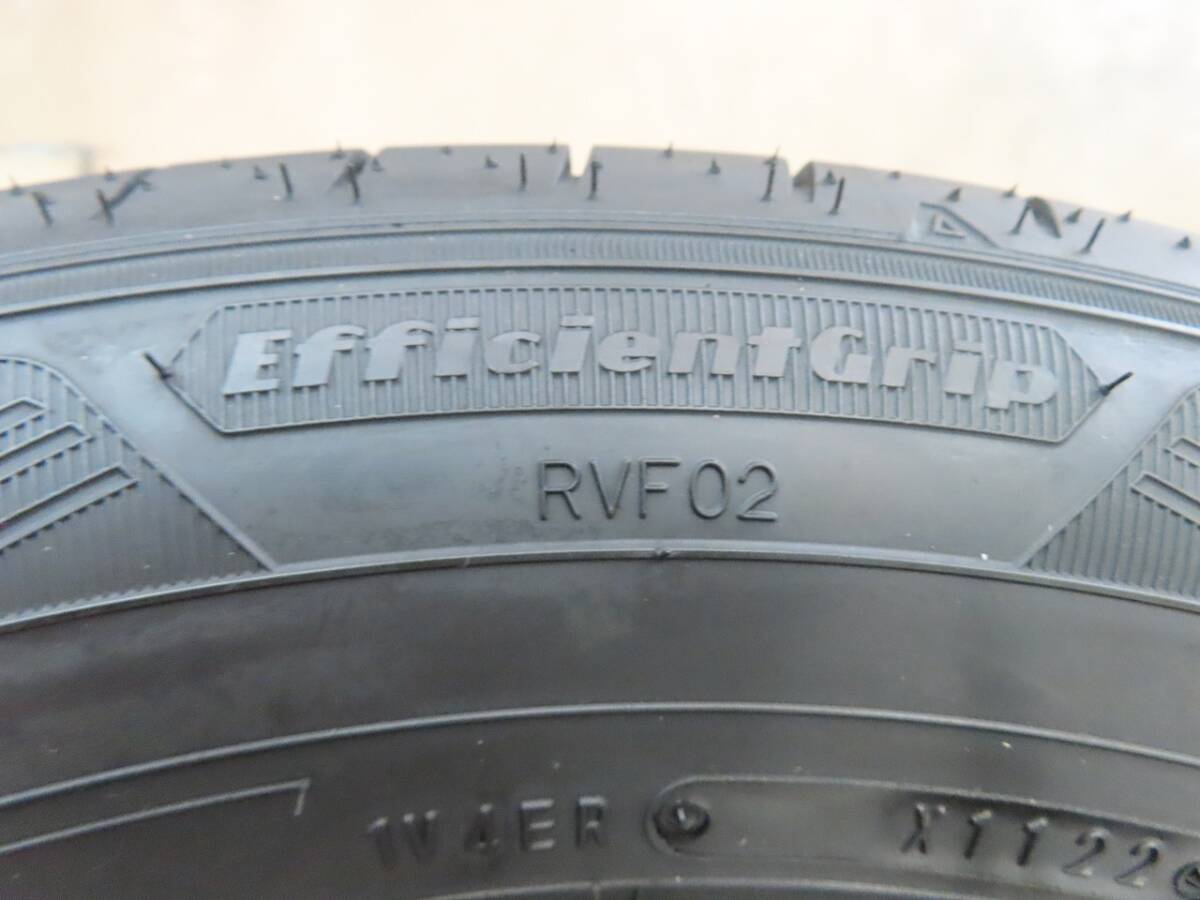 EfficientGrip
RVF02
1V4ER X1122